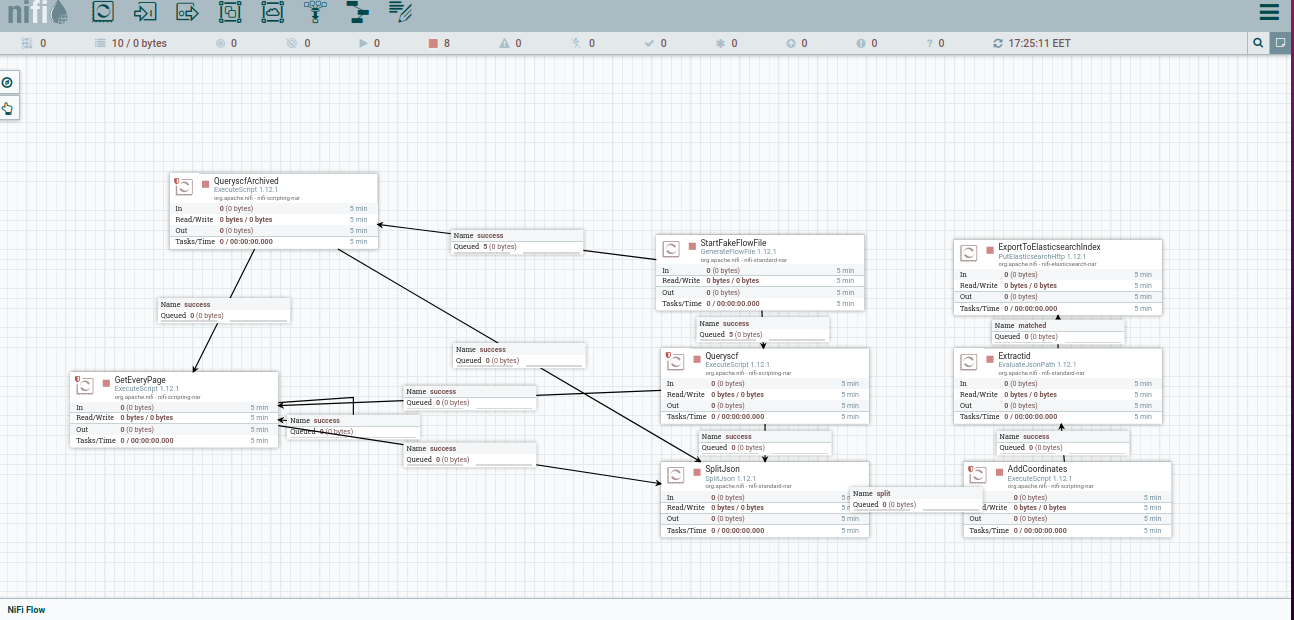 nifi
0 10 / 0 bytes 0 0 0 8 0 0 0 0 0 0 0 17:25:11 EET
QueryscfArchived
ExecuteScript 1.12.1
org.apache.nifi - nifi-scripting-nar
In 0 (0 bytes) 5 min
Read/Write 0 bytes / 0 bytes 5 min
Out 0 (0 bytes) 5 min
Tasks/Time 0 / 00:00:00.000 5 min
Name success
Queued 5 (0 bytes)
StartFakeFlowFile
GenerateFlowFile 1.12.1
org.apache.nifi - nifi-standard-nar
In 0 (0 bytes) 5 min
Read/Write 0 bytes / 0 bytes 5 min
Out 0 (0 bytes) 5 min
Tasks/Time 0 / 00:00:00.000 5 min
ExportToElasticsearchIndex
PutElasticsearchHttp 1.12.1
org.apache.nifi - nifi-elasticsearch-nar
In 0 (0 bytes) 5 min
Read/Write 0 bytes / 0 bytes 5 min
Out 0 (0 bytes) 5 min
Tasks/Time 0 / 00:00:00.000 5 min
Name success
Queued 0 (0 bytes)
Name success
Queued 5 (0 bytes)
Name matched
Queued 0 (0 bytes)
Name success
Queued 0 (0 bytes)
Queryscf
ExecuteScript 1.12.1
org.apache.nifi - nifi-scripting-nar
In 0 (0 bytes) 5 min
Read/Write 0 bytes / 0 bytes 5 min
Out 0 (0 bytes) 5 min
Tasks/Time 0 / 00:00:00.000 5 min
Extractid
EvaluateJsonPath 1.12.1
org.apache.nifi - nifi-standard-nar
In 0 (0 bytes) 5 min
Read/Write 0 bytes / 0 bytes 5 min
Out 0 (0 bytes) 5 min
Tasks/Time 0 / 00:00:00.000 5 min
GetEveryPage
ExecuteScript 1.12.1
org.apache.nifi - nifi-scripting-nar
In 0 (0 bytes) 5 min
Read/Write 0 bytes / 0 bytes 5 min
Out 0 (0 bytes) 5 min
Tasks/Time 0 / 00:00:00.000 5 min
Name success
Queued 0 (0 bytes)
Name success
Queued 0 (0 bytes)
Name success
Queued 0 (0 bytes)
Name success
Queued 0 (0 bytes)
Name success
Queued 0 (0 bytes)
SplitJson
SplitJson 1.12.1
org.apache.nifi - nifi-standard-nar
In 0 (0 bytes) 5 m
Read/Write 0 bytes / 0 bytes 5 m
Out 0 (0 bytes) 5 min
Tasks/Time 0 / 00:00:00.000 5 min
Name split
Queued 0 (0 bytes)
AddCoordinates
ExecuteScript 1.12.1
org.apache.nifi - nifi-scripting-nar
0 (0 bytes) 5 min
d/Write 0 bytes / 0 bytes 5 min
Out 0 (0 bytes) 5 min
Tasks/Time 0 / 00:00:00.000 5 min
NiFi Flow